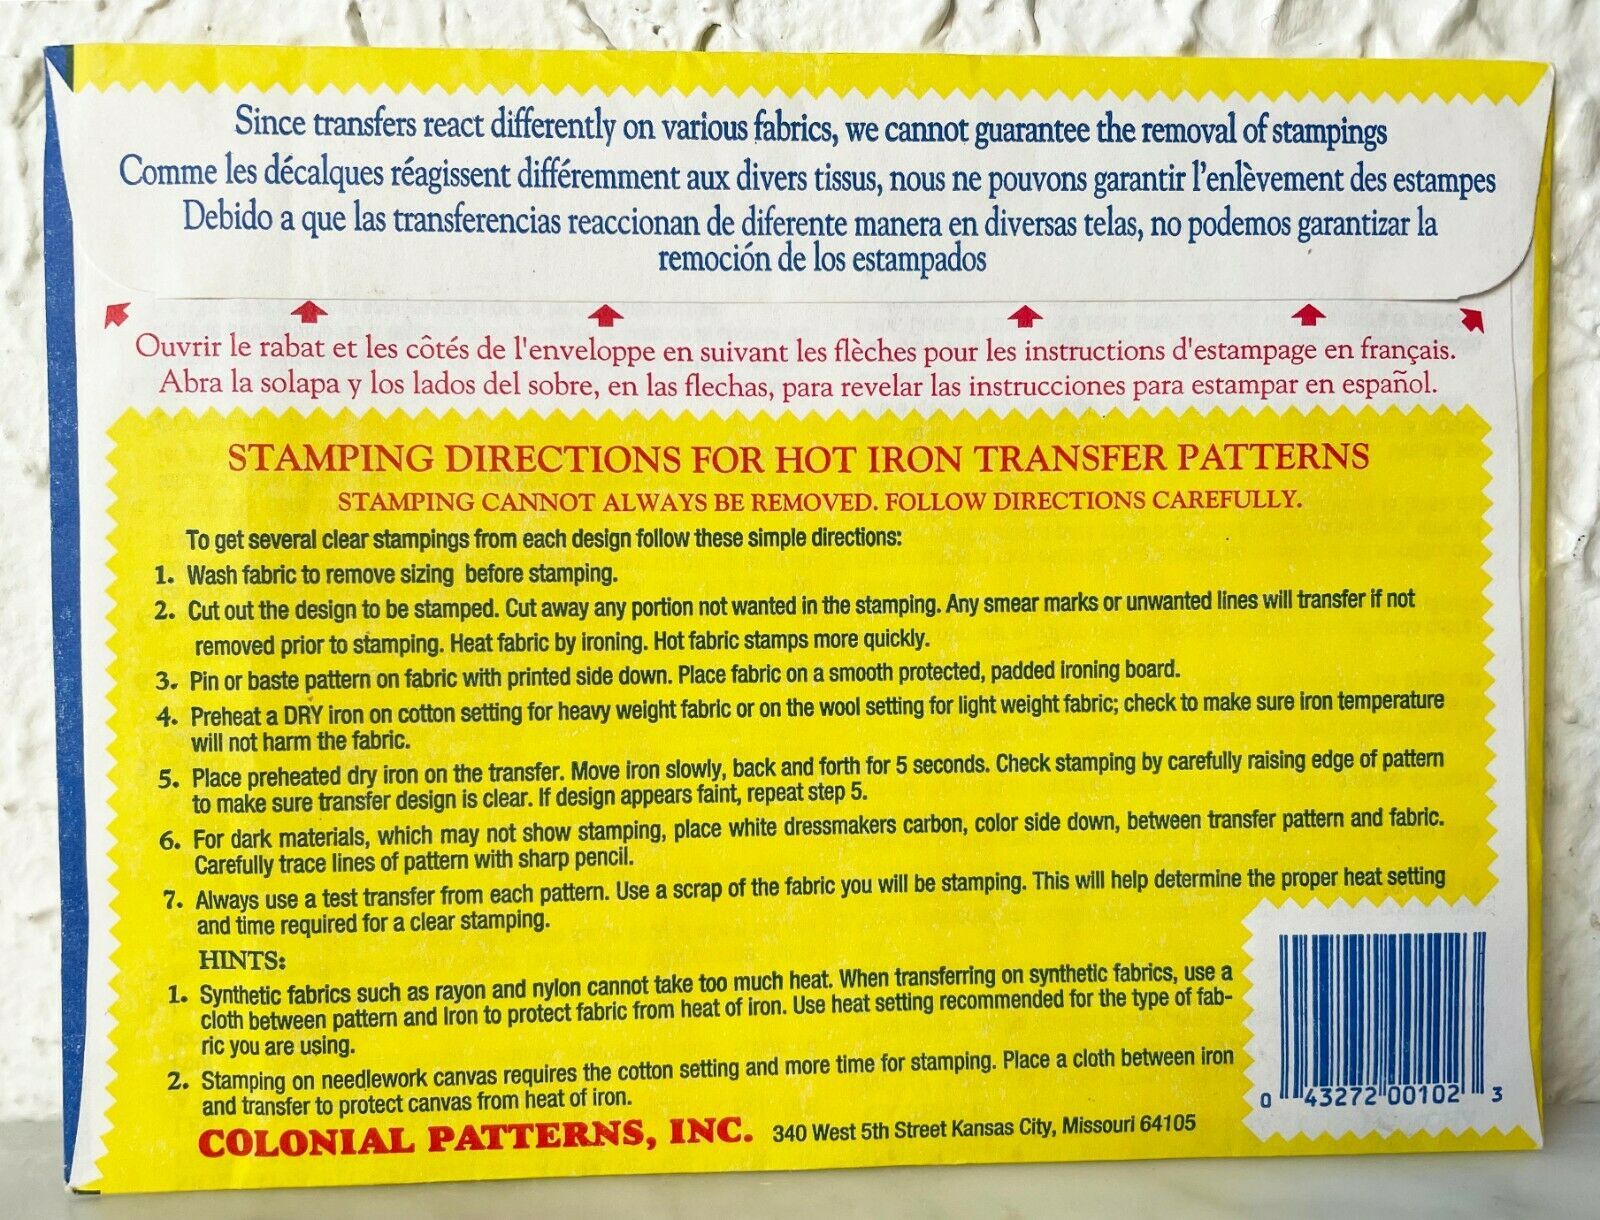 Since transfers react differently on various fabrics, we cannot guarantee the removal of stampings
Comme les décalques réagissent différemment aux divers tissus, nous ne pouvons garantir l'enlèvement des estampes
Debido a que las transferencias reaccionan de diferente manera en diversas telas, no podemos garantizar la
remoción de los estampados
Ouvrir le rabat et les côtés de l'enveloppe en suivant les flèches pour les instructions d'estampage en français.
Abra la solapa y los lados del sobre, en las flechas, para revelar las instrucciones para estampar en español.
STAMPING DIRECTIONS FOR HOT IRON TRANSFER PATTERNS
STAMPING CANNOT ALWAYS BE REMOVED. FOLLOW DIRECTIONS CAREFULLY.
To get several clear stampings from each design follow these simple directions:
1. Wash fabric to remove sizing before stamping.
2. Cut out the design to be stamped. Cut away any portion not wanted in the stamping. Any smear marks or unwanted lines will transfer if not
removed prior to stamping. Heat fabric by ironing. Hot fabric stamps more quickly.
3. Pin or baste pattern on fabric with printed side down. Place fabric on a smooth protected, padded ironing board.
4. Preheat a DRY iron on cotton setting for heavy weight fabric or on the wool setting for light weight fabric; check to make sure iron temperature
will not harm the fabric.
5. Place preheated dry iron on the transfer. Move iron slowly, back and forth for 5 seconds. Check stamping by carefully raising edge of pattern
to make sure transfer design is clear. If design appears faint, repeat step 5.
6. For dark materials, which may not show stamping, place white dressmakers carbon, color side down, between transfer pattern and fabric.
Carefully trace lines of pattern with sharp pencil.
7. Always use a test transfer from each pattern. Use a scrap of the fabric you will be stamping. This will help determine the proper heat setting
and time required for a clear stamping.
HINTS:
1. Synthetic fabrics such as rayon and nylon cannot take too much heat. When transferring on synthetic fabrics, use a
cloth between pattern and Iron to protect fabric from heat of iron. Use heat setting recommended for the type of fab-
ric you are using.
2. Stamping on needlework canvas requires the cotton setting and more time for stamping. Place a cloth between iron
and transfer to protect canvas from heat of iron.
COLONIAL PATTERNS, INC. 340 West 5th Street Kansas City, Missouri 64105
0 43272 00102 3